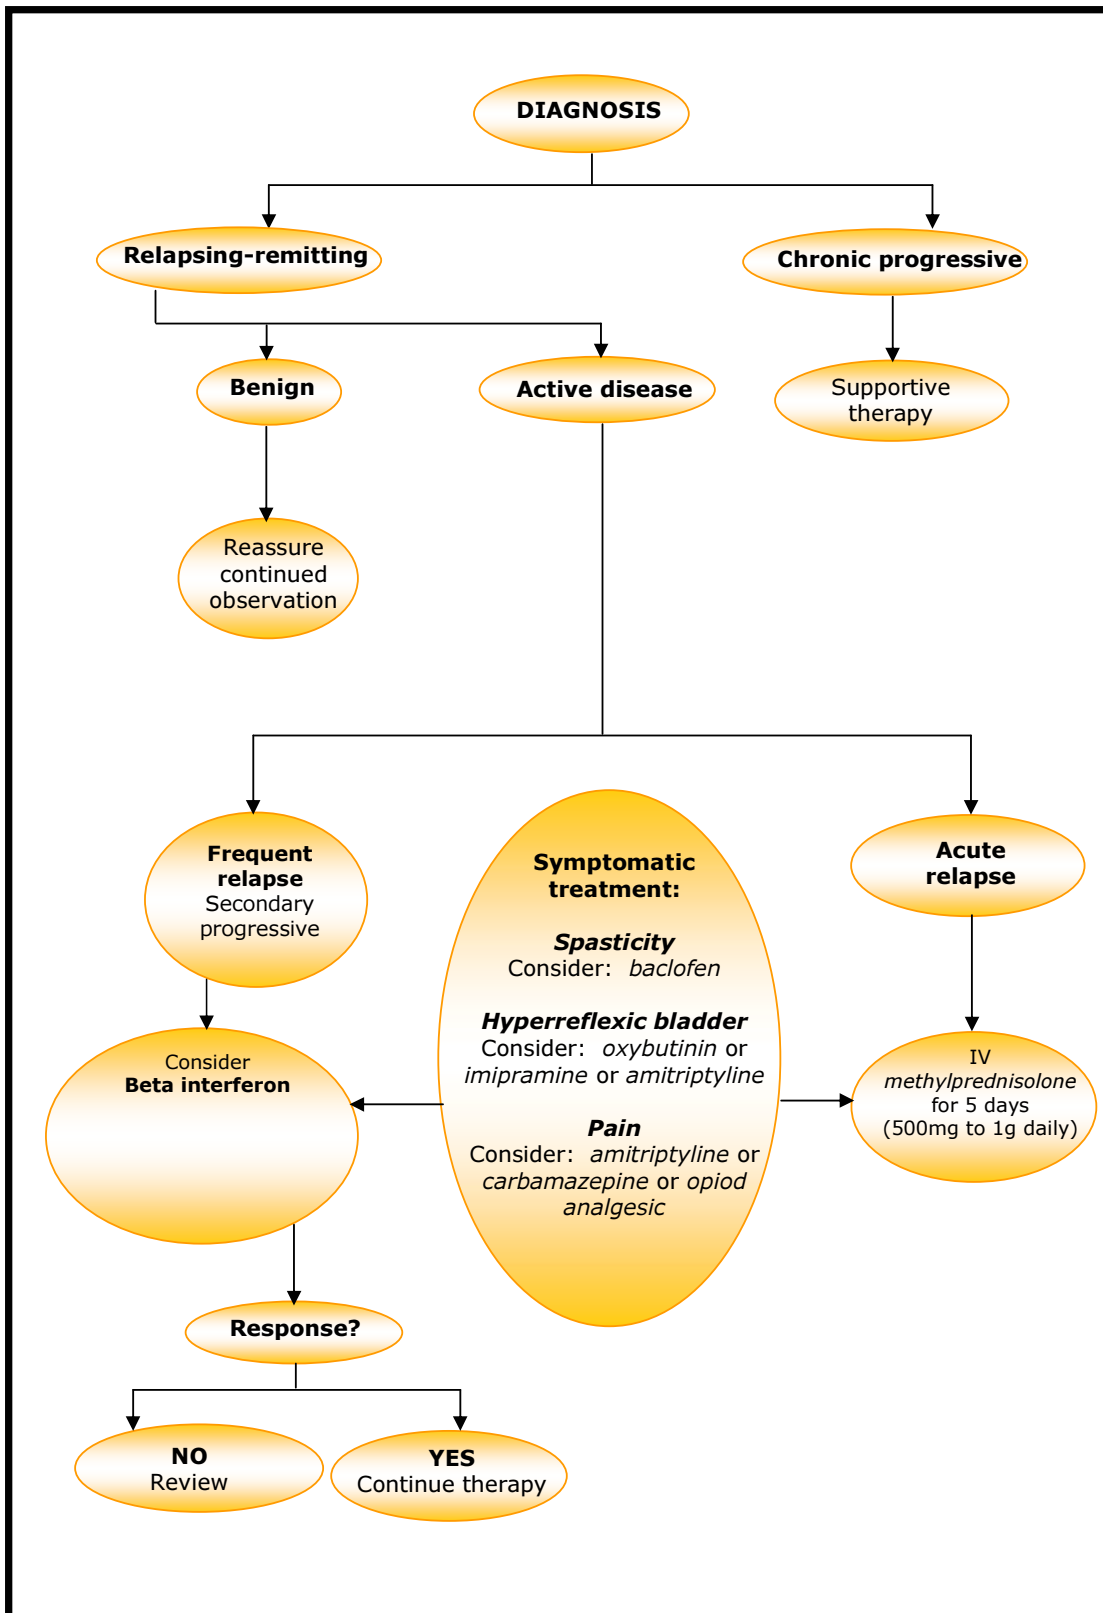 DIAGNOSIS
Relapsing-remitting
Chronic progressive
Benign
Active disease
Supportive
therapy
Reassure
continued
observation
Frequent
relapse
Secondary
progressive
Symptomatic
treatment:
Spasticity
Consider: baclofen
Hyperreflexic bladder
Consider: oxybutinin or
imipramine or amitriptyline
Pain
Consider: amitriptyline or
carbamazepine or opiod
analgesic
Acute
relapse
Consider
Beta interferon
IV
methylprednisolone
for 5 days
(500mg to 1g daily)
Response?
NO
Review
YES
Continue therapy